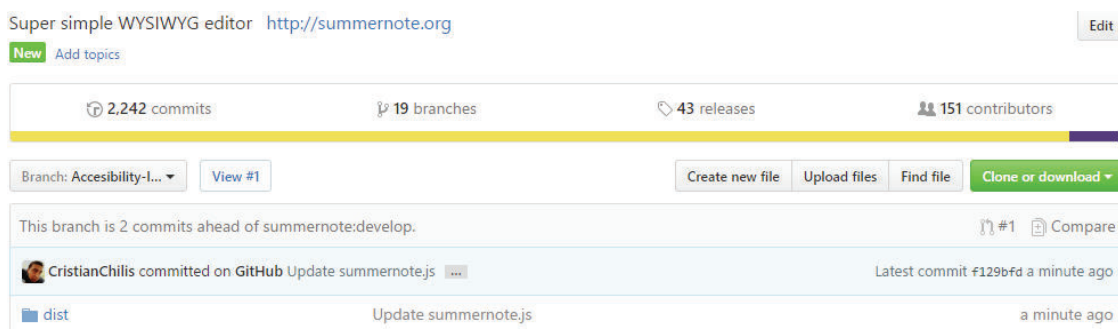 Super simple WYSIWYG editor http://summernote.org Edit
New Add topics
2,242 commits 19 branches 43 releases 151 contributors
Branch: Accesibility-I... View #1 Create new file Upload files Find file Clone or download
This branch is 2 commits ahead of summernote:develop. #1 Compare
CristianChilis committed on GitHub Update summernote.js ... Latest commit f129bfd a minute ago
dist Update summernote.js a minute ago